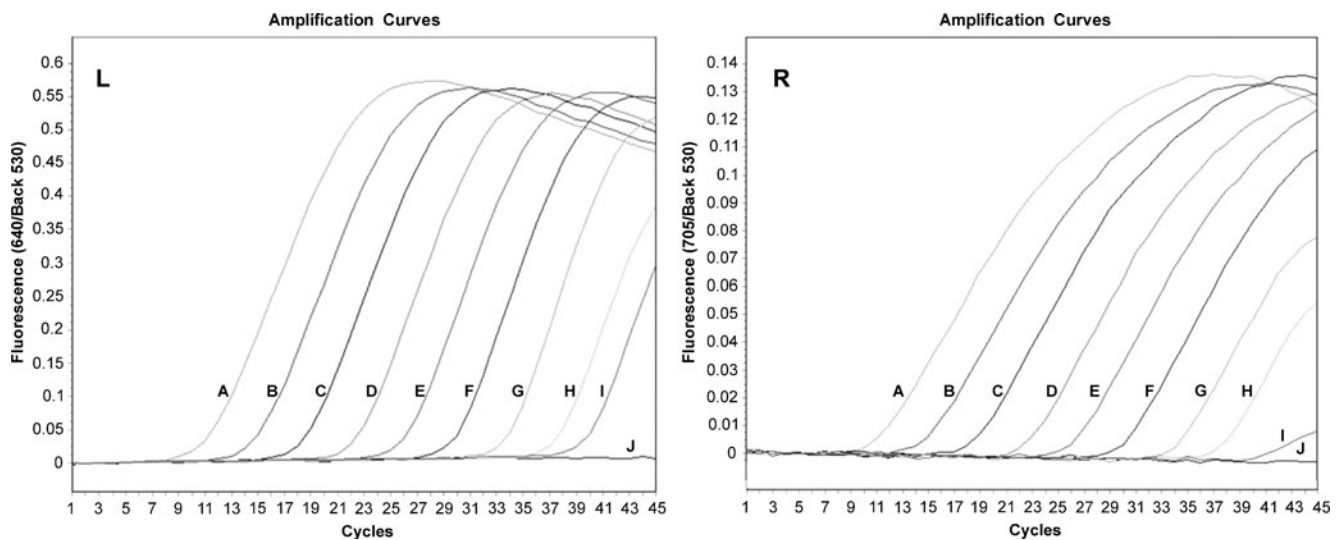 Amplification Curves
L
0.6
0.55
0.5
0.45
0.4
0.35
0.3
0.25
0.2
0.15
0.1
0.05
0
Fluorescence (640/Back 530)
A B C D E F G H I
J
1 3 5 7 9 11 13 15 17 19 21 23 25 27 29 31 33 35 37 39 41 43 45
Cycles
Amplification Curves
R
0.14
0.13
0.12
0.11
0.1
0.09
0.08
0.07
0.06
0.05
0.04
0.03
0.02
0.01
0
Fluorescence (705/Back 530)
A B C D E F G H
I
J
1 3 5 7 9 11 13 15 17 19 21 23 25 27 29 31 33 35 37 39 41 43 45
Cycles